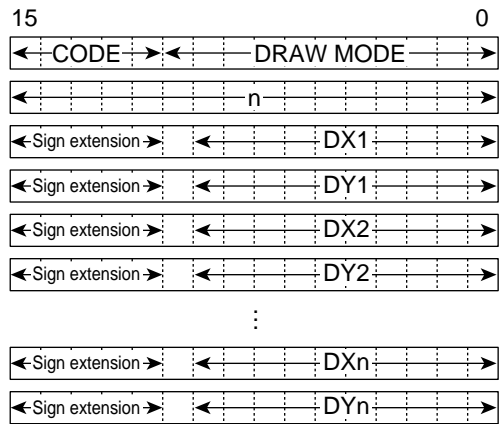 15 0
CODE DRAW MODE
n
Sign extension DX1
Sign extension DY1
Sign extension DX2
Sign extension DY2
⋮
Sign extension DXn
Sign extension DYn